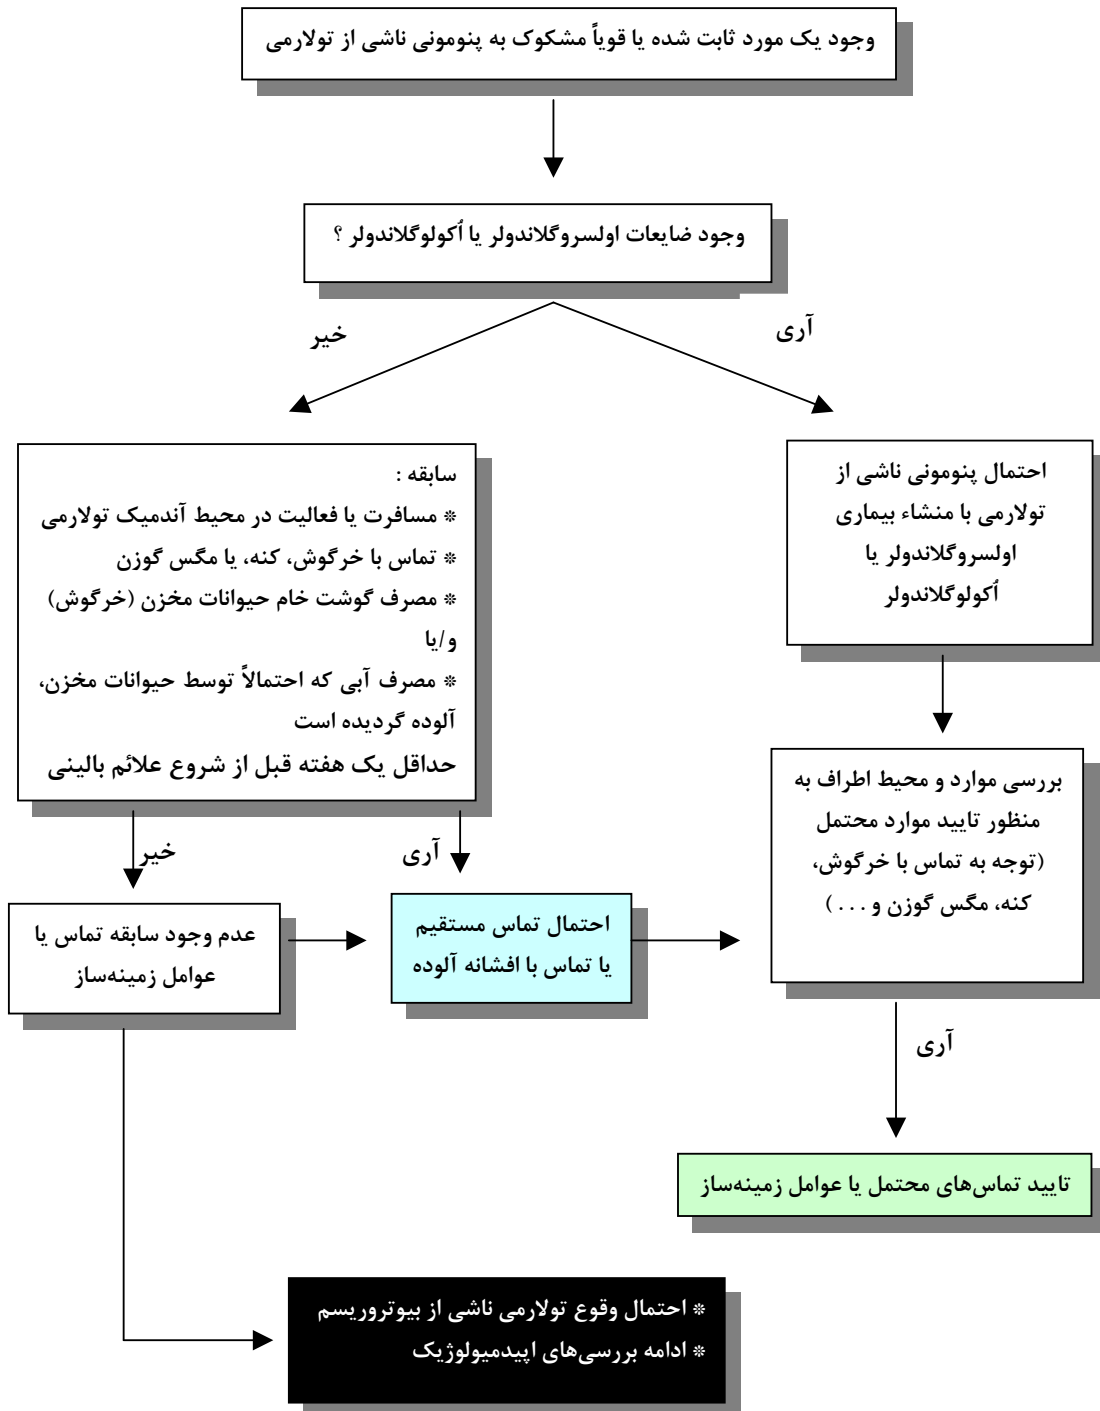 وجود یک مورد ثابت شده یا قویاً مشکوک به پنومونی ناشی از تولارمی
وجود ضایعات اولسروگلاندولر یا اُکولوگلاندولر ؟
آری
خیر
احتمال پنومونی ناشی از
تولارمی با منشاء بیماری
اولسروگلاندولر یا
اُکولوگلاندولر
سابقه :
* مسافرت یا فعالیت در محیط آندمیک تولارمی
* تماس با خرگوش، کنه، یا مگس گوزن
* مصرف گوشت خام حیوانات مخزن (خرگوش)
و/یا
* مصرف آبی که احتمالاً توسط حیوانات مخزن،
آلوده گردیده است
حداقل یک هفته قبل از شروع علائم بالینی
بررسی موارد و محیط اطراف به
منظور تایید موارد محتمل
(توجه به تماس با خرگوش،
کنه، مگس گوزن و . . . )
آری
خیر
احتمال تماس مستقیم
یا تماس با افشانه آلوده
عدم وجود سابقه تماس یا
عوامل زمینه‌ساز
آری
تایید تماس‌های محتمل یا عوامل زمینه‌ساز
* احتمال وقوع تولارمی ناشی از بیوتروریسم
* ادامه بررسی‌های اپیدمیولوژیک